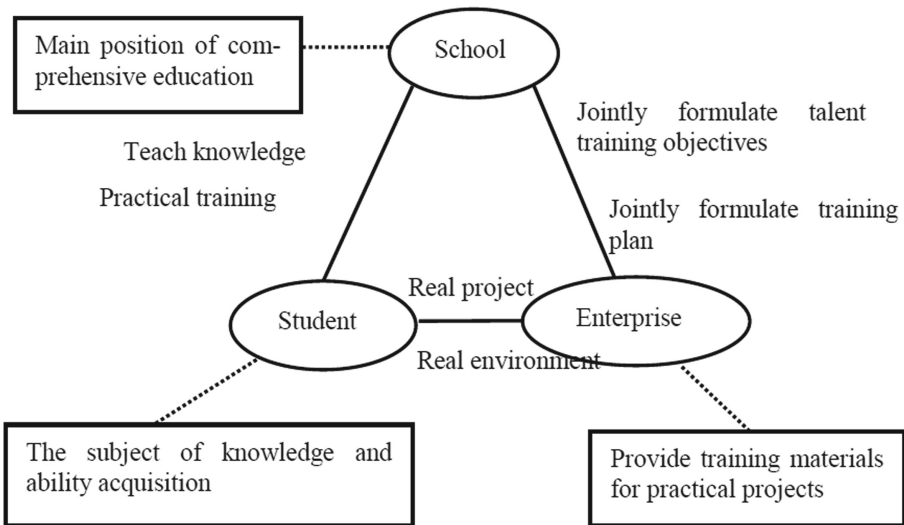 Main position of com-
prehensive education
School
Teach knowledge
Practical training
Jointly formulate talent
training objectives
Jointly formulate training
plan
Real project
Student
Enterprise
Real environment
The subject of knowledge and
ability acquisition
Provide training materials
for practical projects